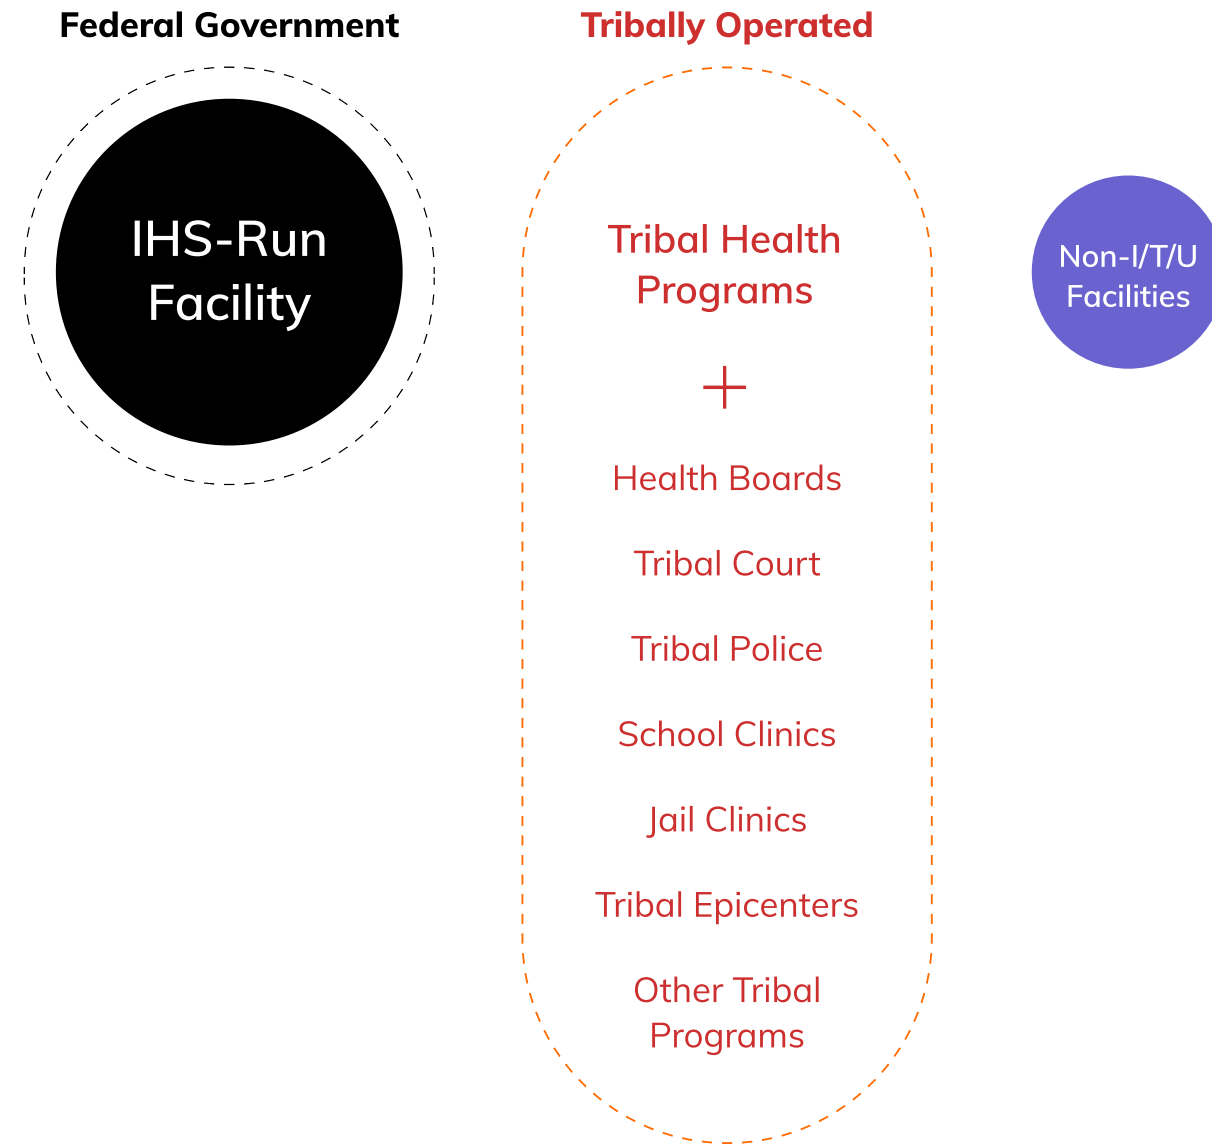 Federal Government
Tribally Operated
IHS-Run
Facility
Tribal Health
Programs
Non-I/T/U
Facilities
Health Boards
Tribal Court
Tribal Police
School Clinics
Jail Clinics
Tribal Epicenters
Other Tribal
Programs